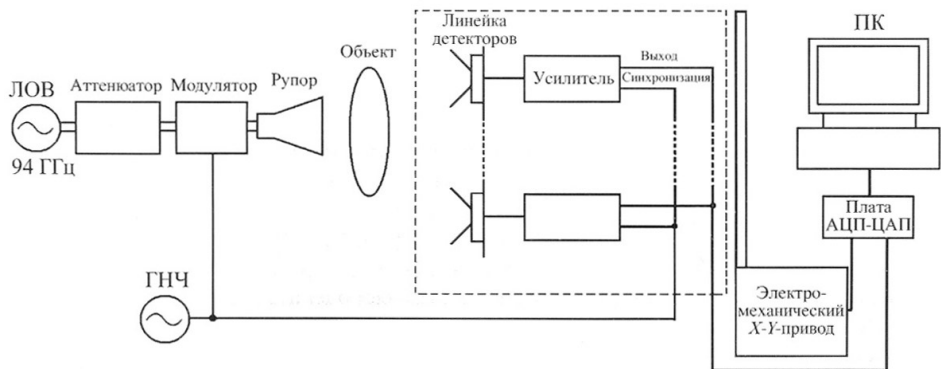 Линейка
детекторов
ПК
Объект
Выход
ЛОВ
Аттенюатор
Модулятор
Рупор
Усилитель
Синхронизация
94 ГГц
Плата
АЦП-ЦАП
ГНЧ
Электро-
механический
X-Y-привод